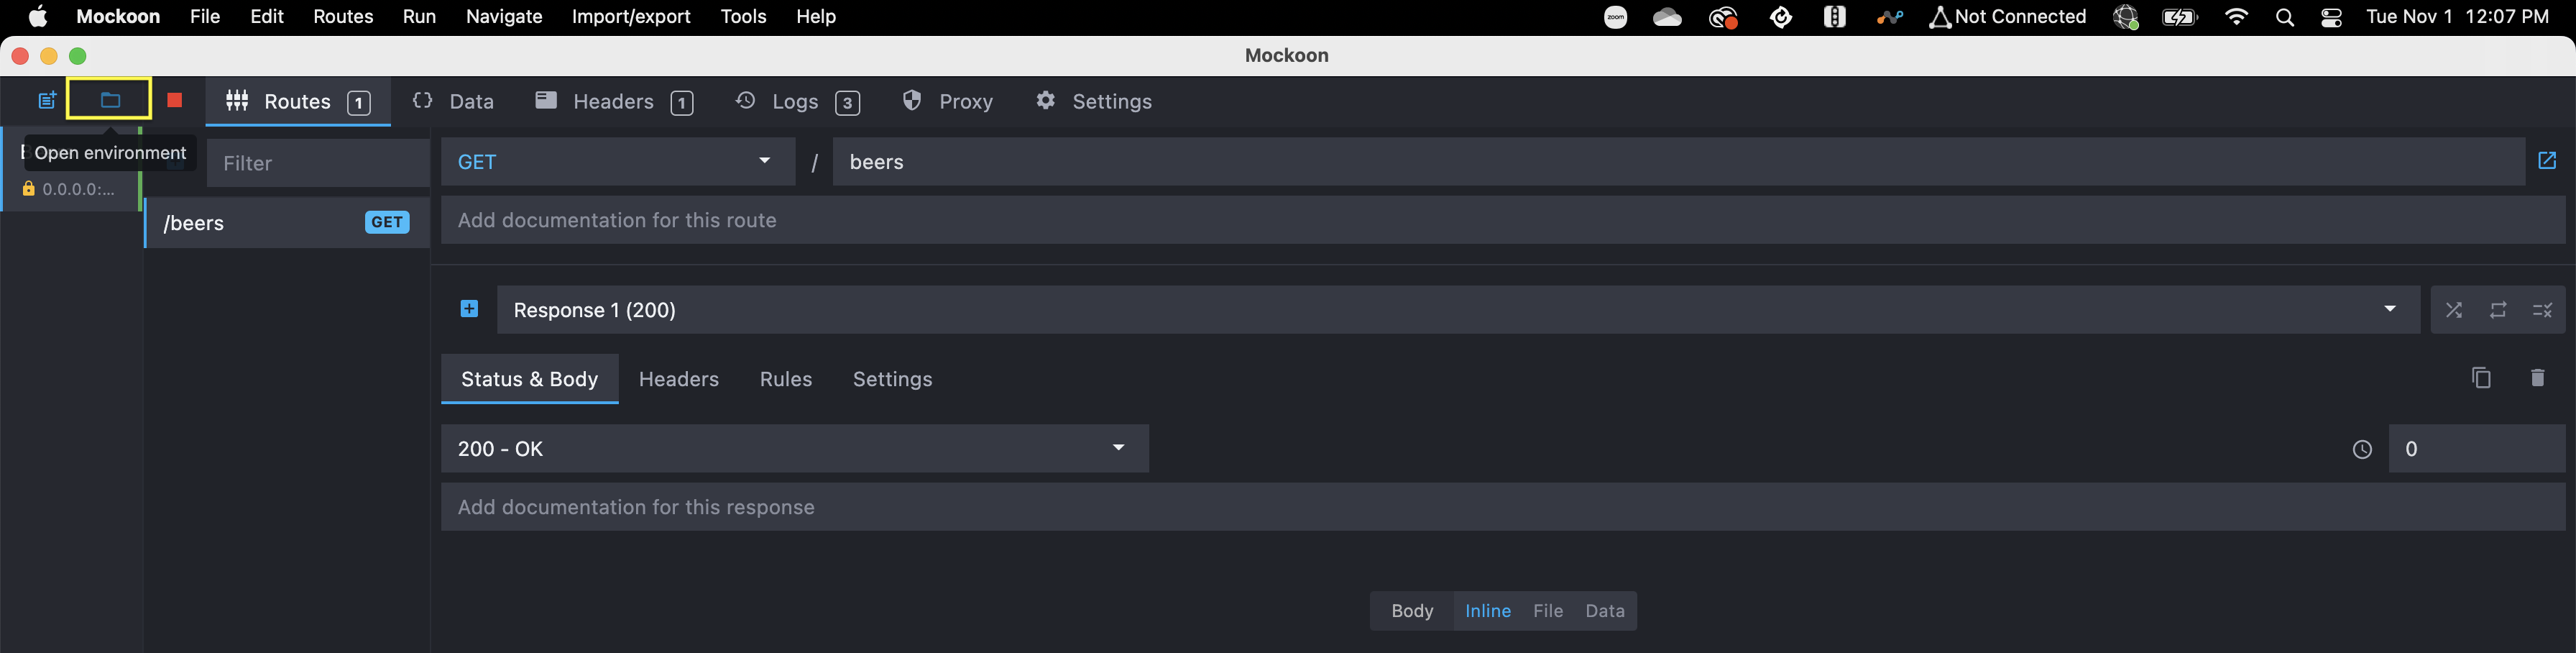 Mockoon File Edit Routes Run Navigate Import/export Tools Help zoom Not Connected Tue Nov 1 12:07 PM
Mockoon
Routes 1 Data Headers 1 Logs 3 Proxy Settings
Open environment
Filter
GET / beers
0.0.0.0:...
/beers GET
Add documentation for this route
Response 1 (200)
Status & Body Headers Rules Settings
200 - OK 0
Add documentation for this response
Body Inline File Data